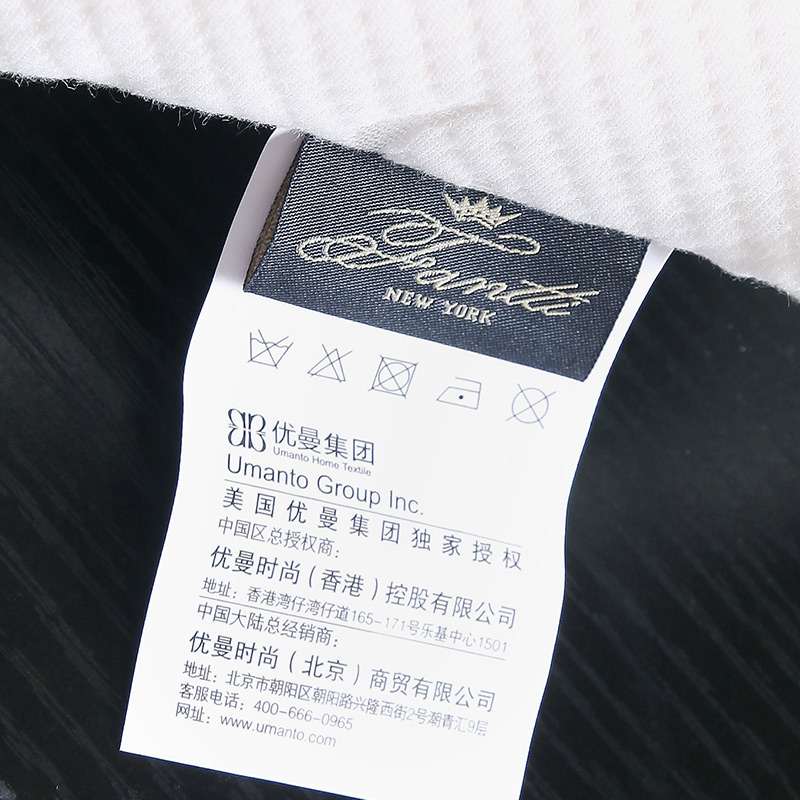 Frantti
NEW YORK
优曼集团
Umanto Home Textile
Umanto Group Inc.
美国优曼集团独家授权
中国区总授权商：
优曼时尚(香港)控股有限公司
地址：香港湾仔湾仔道165-171号乐基中心1501
中国大陆总经销商：
优曼时尚(北京)商贸有限公司
地址：北京市朝阳区朝阳路兴隆西街2号潮青汇9层
客服电话：400-666-0965
网址：www.umanto.com